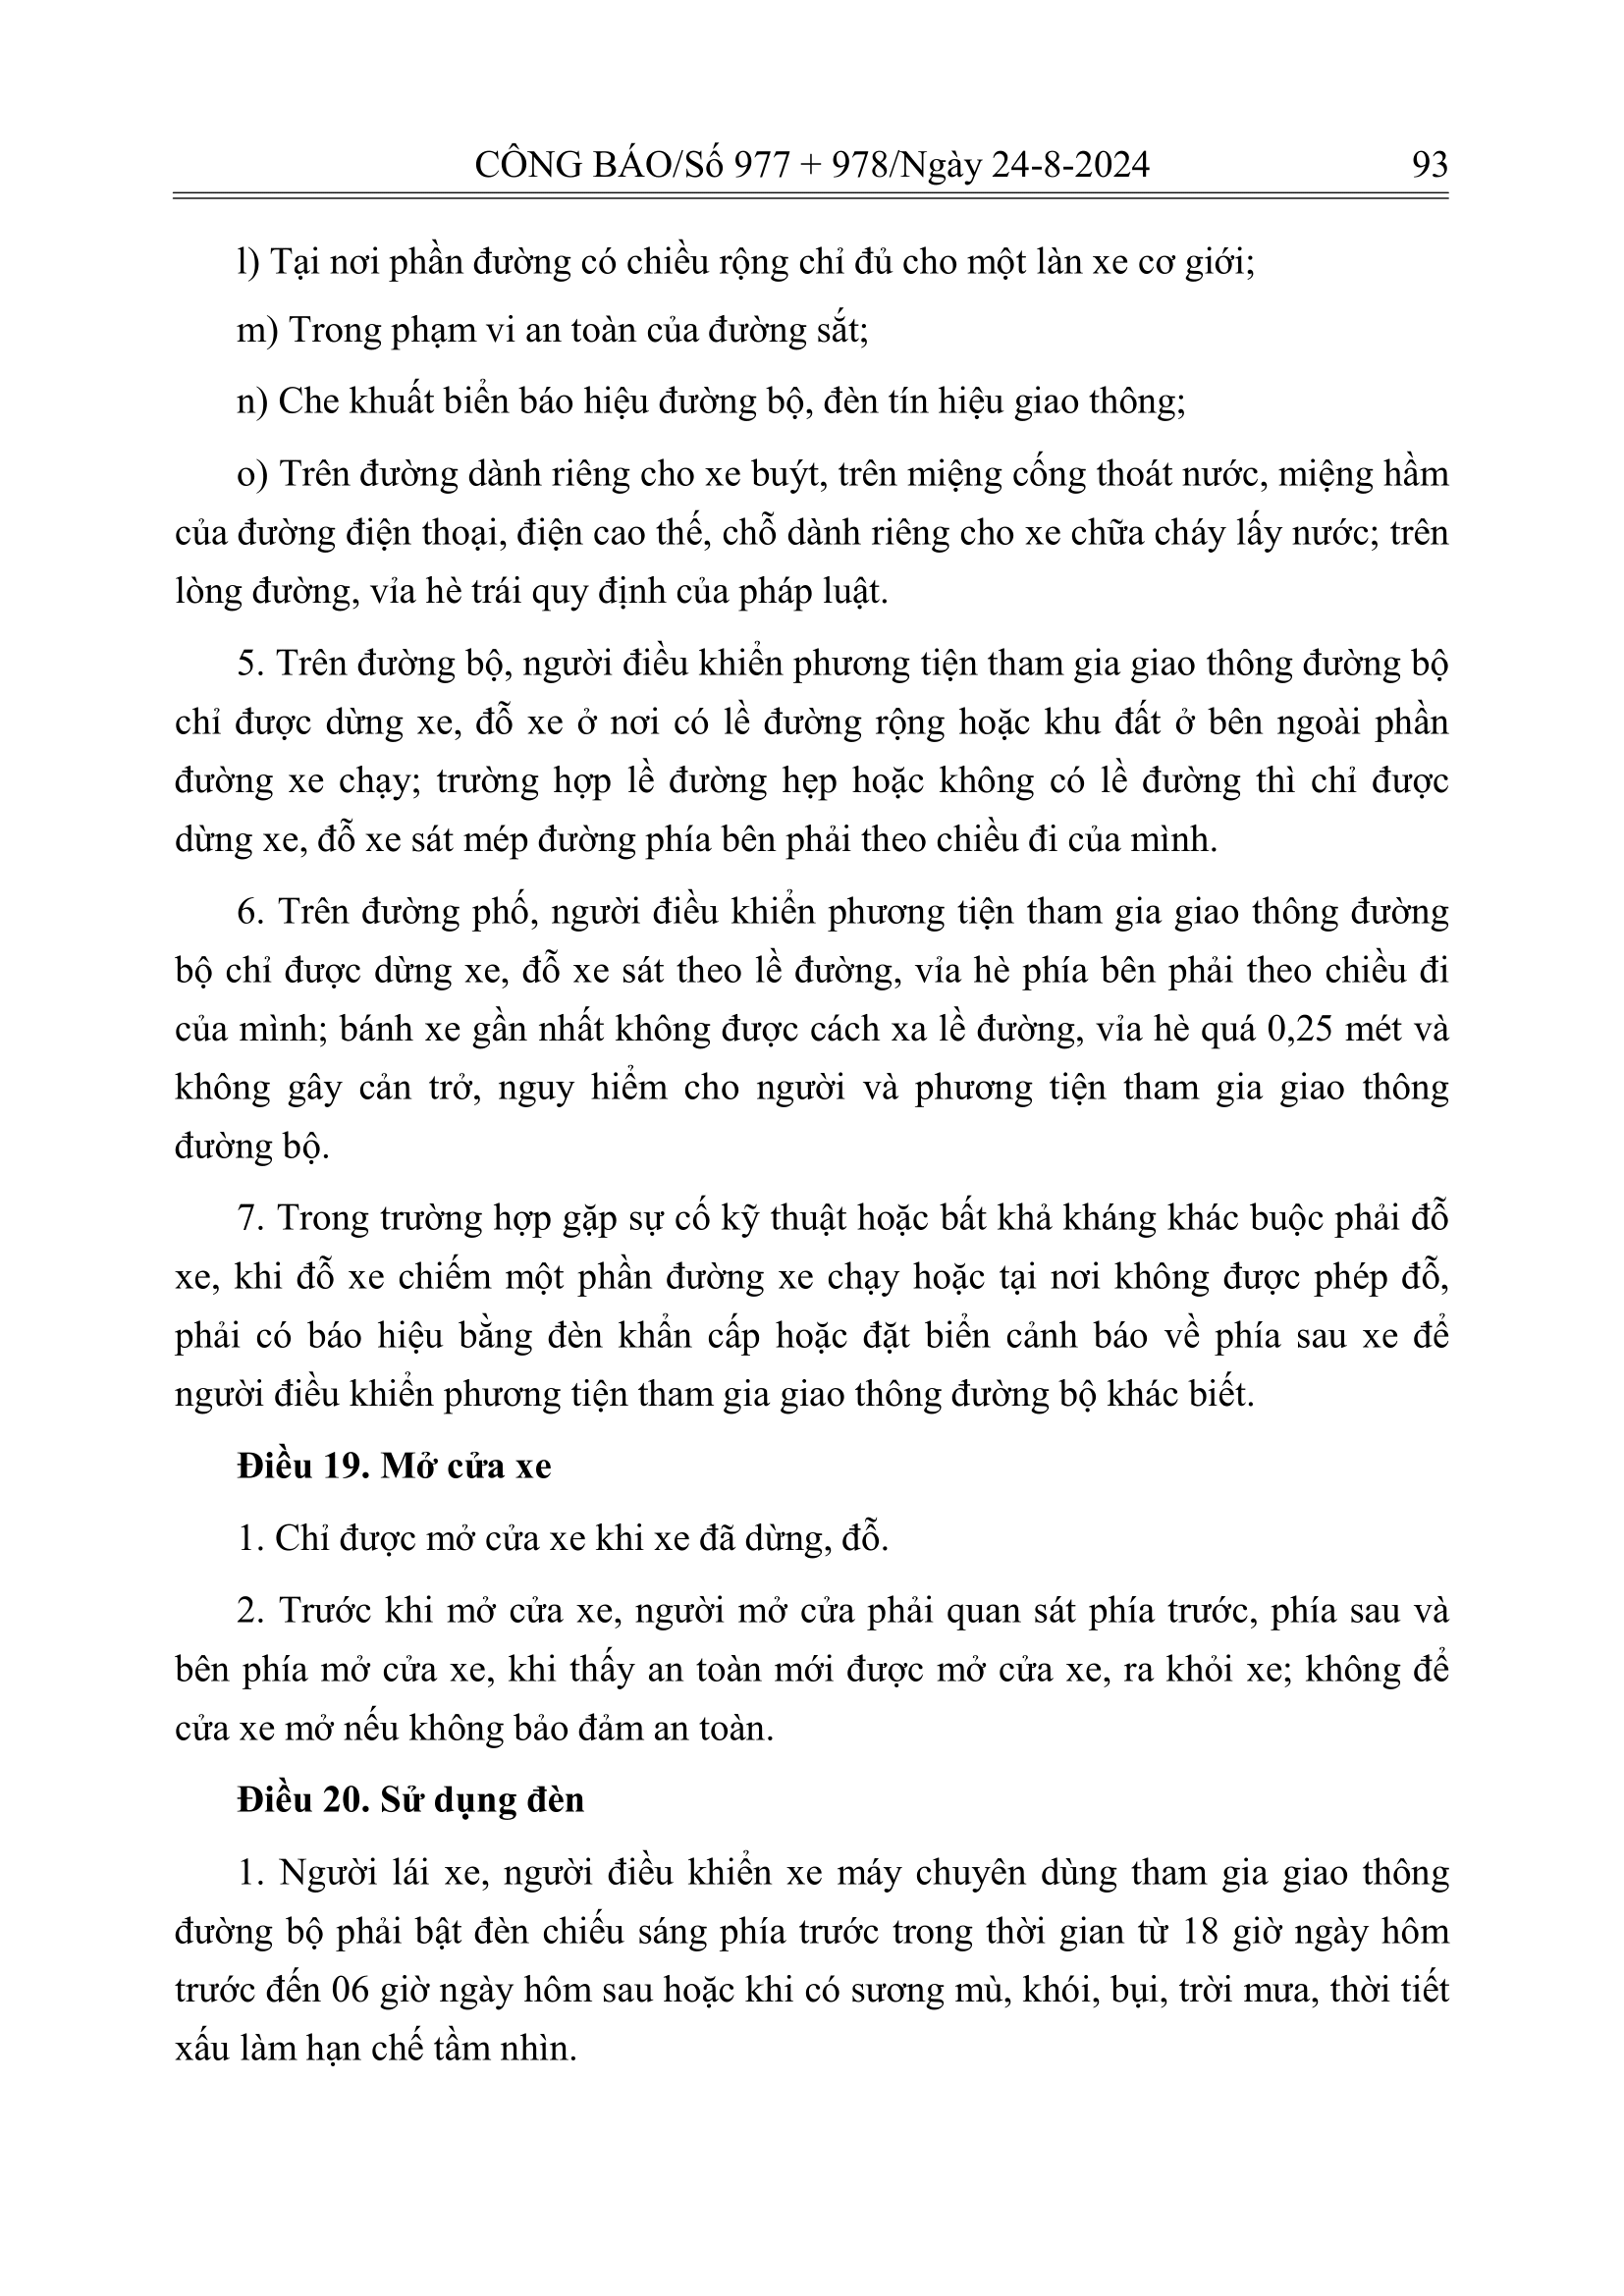 CÔNG BÁO/Số 977 + 978/Ngày 24-8-2024 93
l) Tại nơi phần đường có chiều rộng chỉ đủ cho một làn xe cơ giới;
m) Trong phạm vi an toàn của đường sắt;
n) Che khuất biển báo hiệu đường bộ, đèn tín hiệu giao thông;
o) Trên đường dành riêng cho xe buýt, trên miệng cống thoát nước, miệng hầm
của đường điện thoại, điện cao thế, chỗ dành riêng cho xe chữa cháy lấy nước; trên
lòng đường, vỉa hè trái quy định của pháp luật.
5. Trên đường bộ, người điều khiển phương tiện tham gia giao thông đường bộ
chỉ được dừng xe, đỗ xe ở nơi có lề đường rộng hoặc khu đất ở bên ngoài phần
đường xe chạy; trường hợp lề đường hẹp hoặc không có lề đường thì chỉ được
dừng xe, đỗ xe sát mép đường phía bên phải theo chiều đi của mình.
6. Trên đường phố, người điều khiển phương tiện tham gia giao thông đường
bộ chỉ được dừng xe, đỗ xe sát theo lề đường, vỉa hè phía bên phải theo chiều đi
của mình; bánh xe gần nhất không được cách xa lề đường, vỉa hè quá 0,25 mét và
không gây cản trở, nguy hiểm cho người và phương tiện tham gia giao thông
đường bộ.
7. Trong trường hợp gặp sự cố kỹ thuật hoặc bất khả kháng khác buộc phải đỗ
xe, khi đỗ xe chiếm một phần đường xe chạy hoặc tại nơi không được phép đỗ,
phải có báo hiệu bằng đèn khẩn cấp hoặc đặt biển cảnh báo về phía sau xe để
người điều khiển phương tiện tham gia giao thông đường bộ khác biết.
Điều 19. Mở cửa xe
1. Chỉ được mở cửa xe khi xe đã dừng, đỗ.
2. Trước khi mở cửa xe, người mở cửa phải quan sát phía trước, phía sau và
bên phía mở cửa xe, khi thấy an toàn mới được mở cửa xe, ra khỏi xe; không để
cửa xe mở nếu không bảo đảm an toàn.
Điều 20. Sử dụng đèn
1. Người lái xe, người điều khiển xe máy chuyên dùng tham gia giao thông
đường bộ phải bật đèn chiếu sáng phía trước trong thời gian từ 18 giờ ngày hôm
trước đến 06 giờ ngày hôm sau hoặc khi có sương mù, khói, bụi, trời mưa, thời tiết
xấu làm hạn chế tầm nhìn.